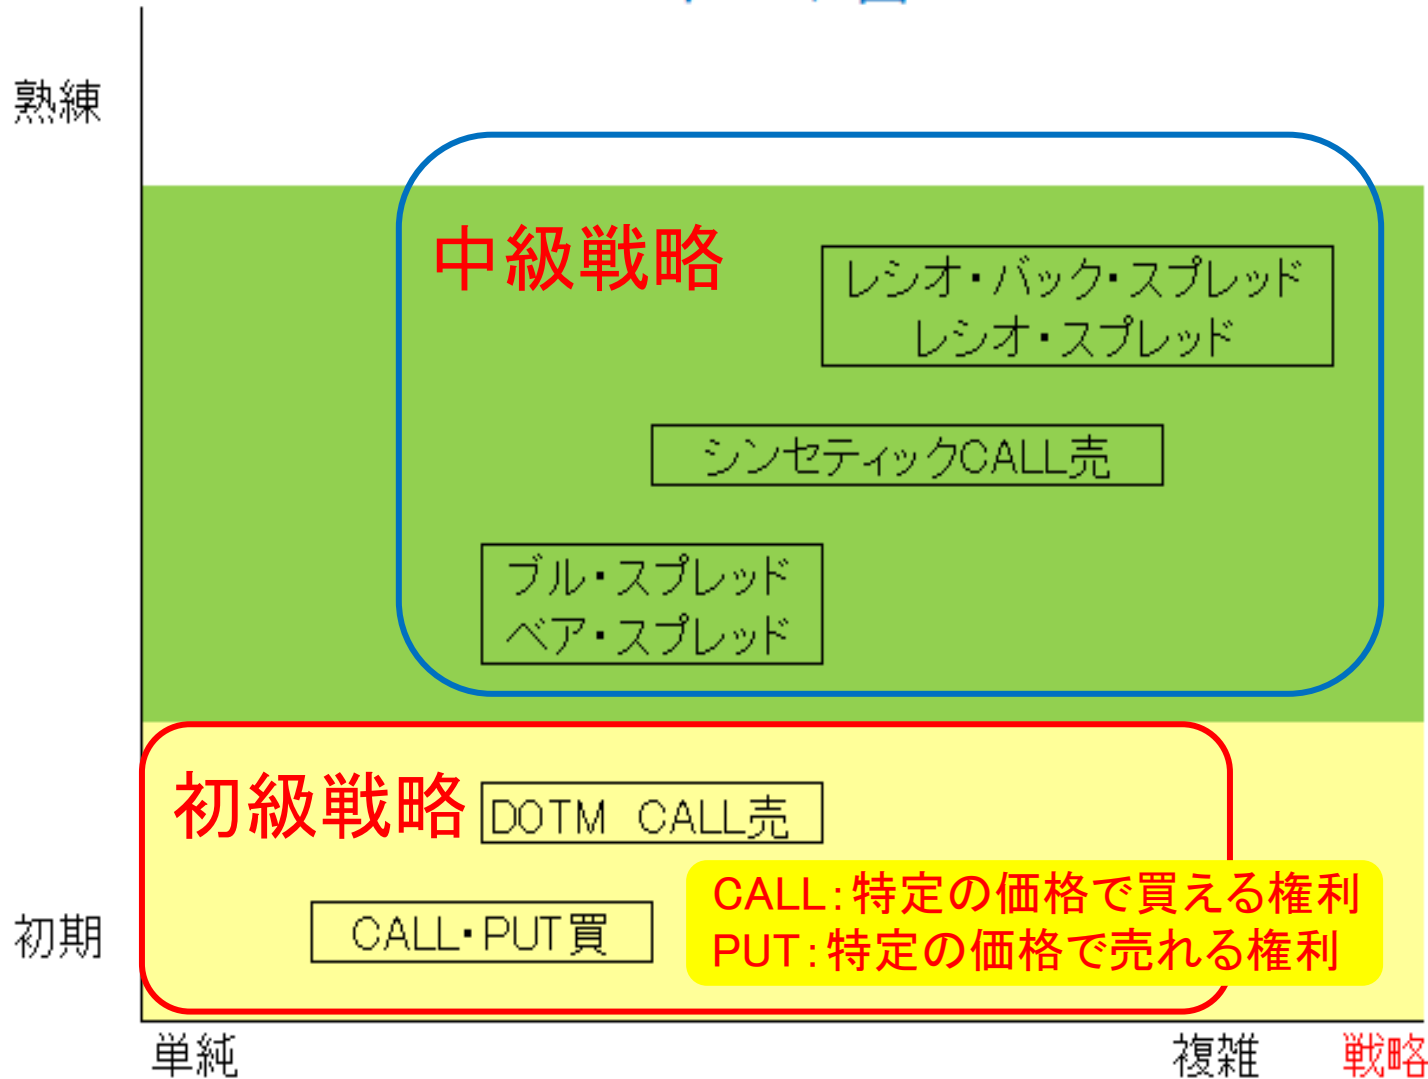 熟練
中級戦略
レシオ・バック・スプレッド
レシオ・スプレッド
シンセティックCALL売
ブル・スプレッド
ベア・スプレッド
初級戦略
DOTM　CALL売
CALL：特定の価格で買える権利
PUT：特定の価格で売れる権利
初期
CALL・PUT買
単純
複雑
戦略